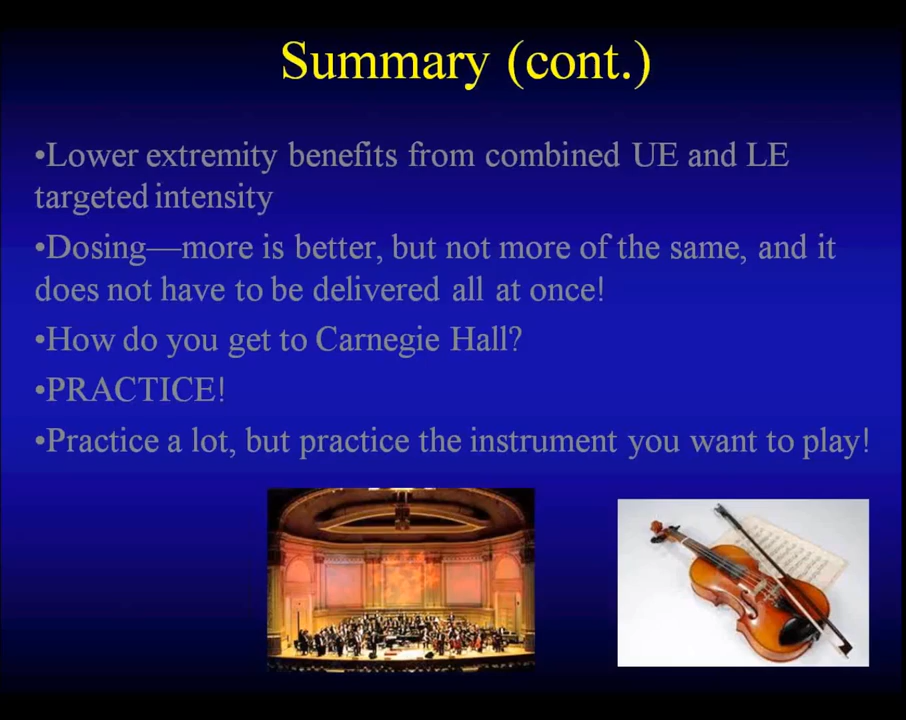 Summary (cont.)
•Lower extremity benefits from combined UE and LE
targeted intensity
•Dosing—more is better, but not more of the same, and it
does not have to be delivered all at once!
•How do you get to Carnegie Hall?
•PRACTICE!
•Practice a lot, but practice the instrument you want to play!